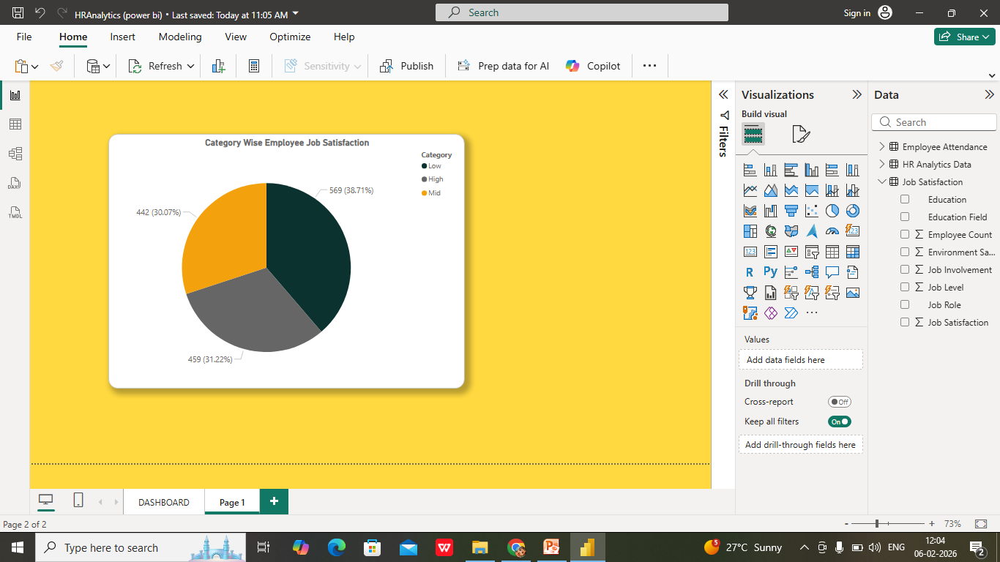 HRAnalytics (power bi) • Last saved: Today at 11:05 AM
Search
Sign in
File
Home
Insert
Modeling
View
Optimize
Help
Share
Refresh
Sensitivity
Publish
Prep data for AI
Copilot
DAX
TMDL
Category Wise Employee Job Satisfaction
Category
Low
High
Mid
569 (38.71%)
442 (30.07%)
459 (31.22%)
Filters
Visualizations
Build visual
123
123
R
Py
Values
Add data fields here
Drill through
Cross-report
Off
Keep all filters
On
Add drill-through fields here
Data
Search
Employee Attendance
HR Analytics Data
Job Satisfaction
Education
Education Field
Σ Employee Count
Σ Environment Sa...
Σ Job Involvement
Σ Job Level
Job Role
Σ Job Satisfaction
DASHBOARD
Page 1
Page 2 of 2
- + 73%
Type here to search
W
P
5
27°C Sunny
ENG
12:04
06-02-2026
2